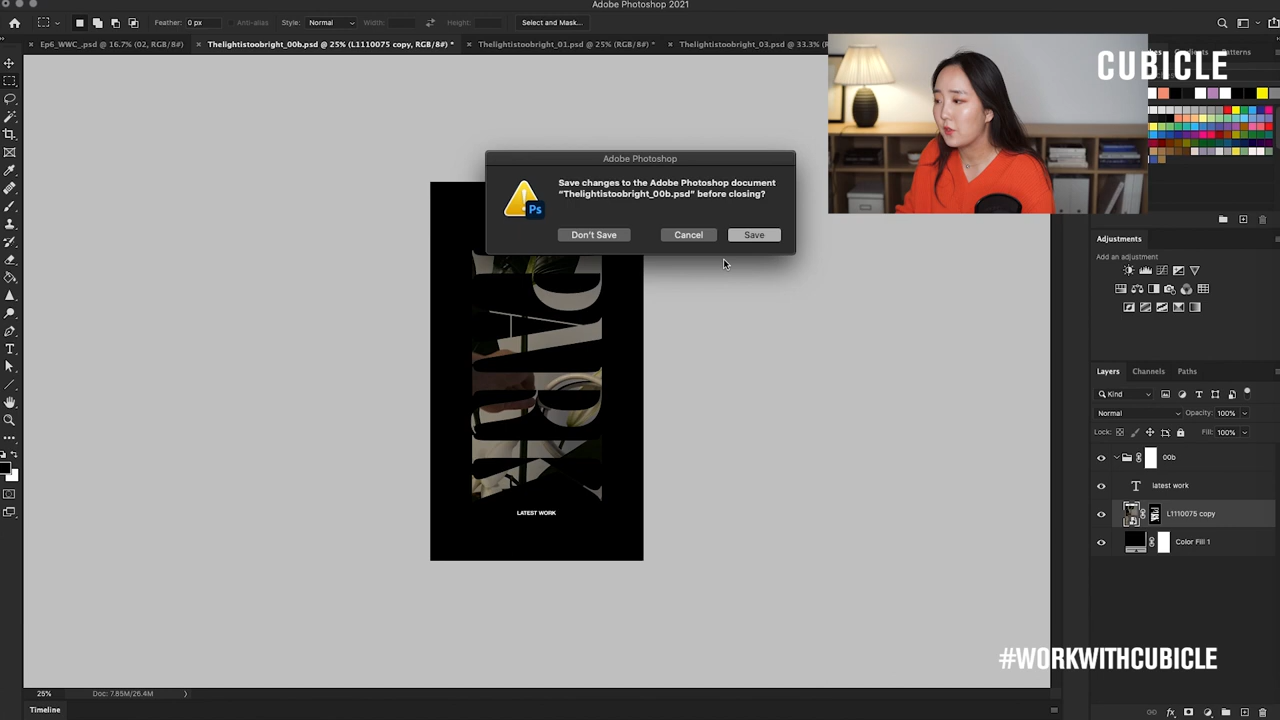 Adobe Photoshop 2021
Feather: 0 px
Anti-alias
Style: Normal
Width:
Height:
Select and Mask...
Ep6_WWC_.psd @ 16.7% (02, RGB/8#)
Thelightistoobright_00b.psd @ 25% (L1110075 copy, RGB/8#) *
Thelightistoobright_01.psd @ 25% (RGB/8#) *
Thelightistoobright_03.psd @ 33.3% (
Patterns
CUBICLE
Adobe Photoshop
Save changes to the Adobe Photoshop document
“Thelightistoobright_00b.psd” before closing?
Ps
Don't Save
Cancel
Save
DARK
LATEST WORK
Adjustments
Add an adjustment
Layers
Channels
Paths
Kind
Normal
Opacity: 100%
Lock:
Fill: 100%
00b
T latest work
L1110075 copy
Color Fill 1
#WORKWITHCUBICLE
25%
Doc: 7.85M/26.4M
Timeline